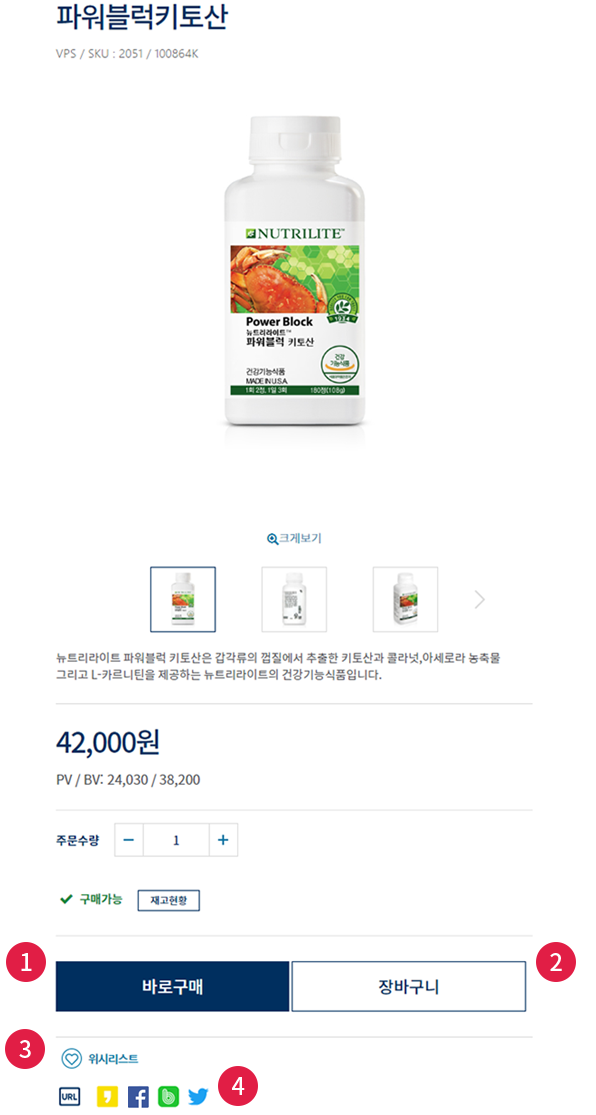 파워블럭키토산
VPS / SKU : 2051 / 100864K
NUTRILITE™
Power Block
뉴트리라이트™
파워블럭 키토산
건강
기능식품
건강기능식품
MADE IN U.S.A.
1회 2정, 1일 3회 180정(108g)
크게보기
뉴트리라이트 파워블럭 키토산은 갑각류의 껍질에서 추출한 키토산과 콜라넛,아세로라 농축물
그리고 L-카르니틴을 제공하는 뉴트리라이트의 건강기능식품입니다.
42,000원
PV / BV: 24,030 / 38,200
주문수량 − 1 +
구매가능 재고현황
1 바로구매 장바구니 2
3 위시리스트
URL 4